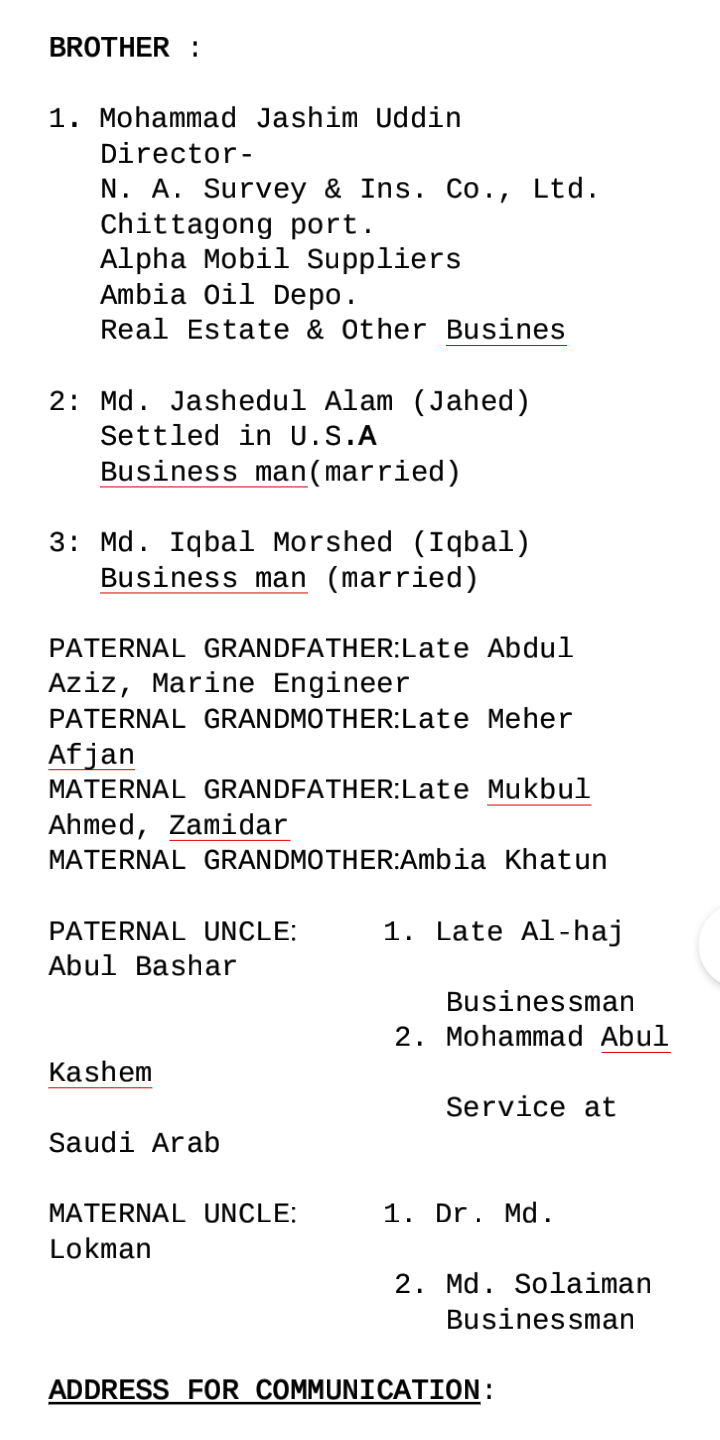 BROTHER :
1. Mohammad Jashim Uddin
Director-
N. A. Survey & Ins. Co., Ltd.
Chittagong port.
Alpha Mobil Suppliers
Ambia Oil Depo.
Real Estate & Other Busines
2: Md. Jashedul Alam (Jahed)
Settled in U.S.A
Business man(married)
3: Md. Iqbal Morshed (Iqbal)
Business man (married)
PATERNAL GRANDFATHER:Late Abdul
Aziz, Marine Engineer
PATERNAL GRANDMOTHER:Late Meher
Afjan
MATERNAL GRANDFATHER:Late Mukbul
Ahmed, Zamidar
MATERNAL GRANDMOTHER:Ambia Khatun
PATERNAL UNCLE: 1. Late Al-haj
Abul Bashar
Businessman
2. Mohammad Abul
Kashem
Service at
Saudi Arab
MATERNAL UNCLE: 1. Dr. Md.
Lokman
2. Md. Solaiman
Businessman
ADDRESS FOR COMMUNICATION: